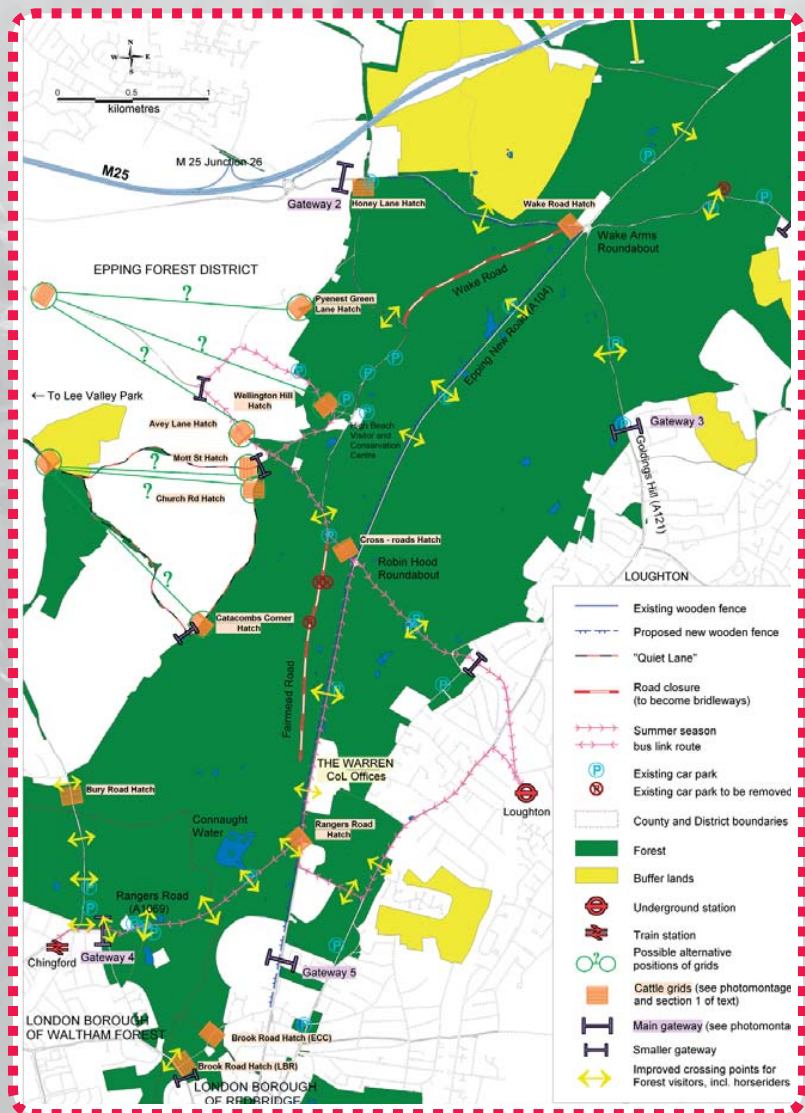 N
W
E
S
0
0.5
1
kilometres
M25
M 25 Junction 26
Gateway 2
Honey Lane Hatch
Wake Road Hatch
Wake Arms
Roundabout
EPPING FOREST DISTRICT
Wake Road
Pyenest Green
Lane Hatch
?
?
?
Epping New Road (A104)
← To Lee Valley Park
Wellington Hill
Hatch
Avey Lane Hatch
High Beach
Visitor and
Conservation
Centre
Gateway 3
Goldings Hill (A121)
Mott St Hatch
?
?
Church Rd Hatch
Cross - roads Hatch
Robin Hood
Roundabout
LOUGHTON
?
Catacombs Corner
Hatch
Fairmead Road
THE WARREN
CoL Offices
Bury Road Hatch
Connaught
Water
Rangers Road
Hatch
Loughton
Rangers Road
(A1069)
Chingford
Gateway 4
Gateway 5
LONDON BOROUGH
OF WALTHAM FOREST
Brook Road Hatch (ECC)
Brook Road Hatch (LBR)
LONDON BOROUGH
OF REDBRIDGE
Existing wooden fence
Proposed new wooden fence
"Quiet Lane"
Road closure
(to become bridleways)
Summer season
bus link route
P
Existing car park
Existing car park to be removed
County and District boundaries
Forest
Buffer lands
Underground station
Train station
Possible alternative
positions of grids
Cattle grids (see photomontage
and section 1 of text)
Main gateway (see photomonta
Smaller gateway
Improved crossing points for
Forest visitors, incl. horseriders